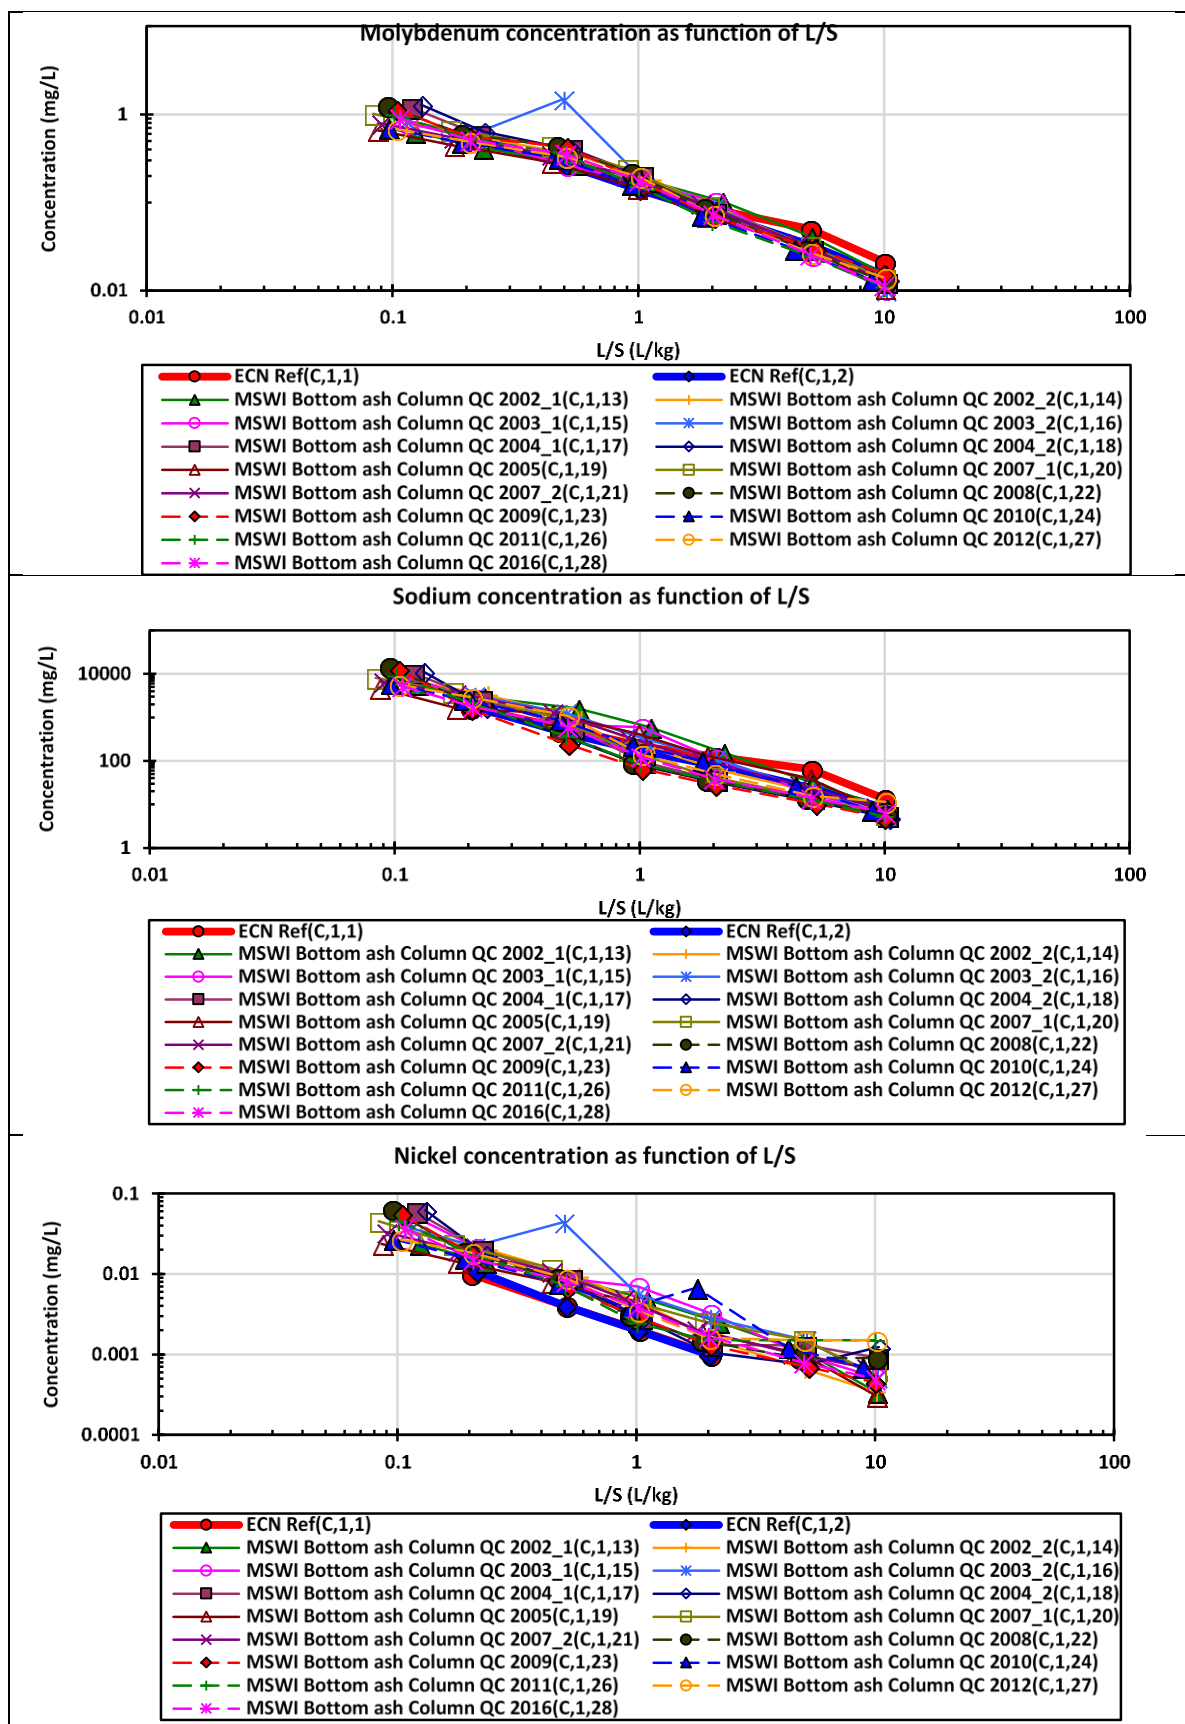 Molybdenum concentration as function of L/S
Concentration (mg/L)
1
0.01
0.01 0.1 1 10 100
L/S (L/kg)
ECN Ref(C,1,1) ECN Ref(C,1,2)
MSWI Bottom ash Column QC 2002_1(C,1,13) MSWI Bottom ash Column QC 2002_2(C,1,14)
MSWI Bottom ash Column QC 2003_1(C,1,15) MSWI Bottom ash Column QC 2003_2(C,1,16)
MSWI Bottom ash Column QC 2004_1(C,1,17) MSWI Bottom ash Column QC 2004_2(C,1,18)
MSWI Bottom ash Column QC 2005(C,1,19) MSWI Bottom ash Column QC 2007_1(C,1,20)
MSWI Bottom ash Column QC 2007_2(C,1,21) MSWI Bottom ash Column QC 2008(C,1,22)
MSWI Bottom ash Column QC 2009(C,1,23) MSWI Bottom ash Column QC 2010(C,1,24)
MSWI Bottom ash Column QC 2011(C,1,26) MSWI Bottom ash Column QC 2012(C,1,27)
MSWI Bottom ash Column QC 2016(C,1,28)
Sodium concentration as function of L/S
Concentration (mg/L)
10000
100
1
0.01 0.1 1 10 100
L/S (L/kg)
ECN Ref(C,1,1) ECN Ref(C,1,2)
MSWI Bottom ash Column QC 2002_1(C,1,13) MSWI Bottom ash Column QC 2002_2(C,1,14)
MSWI Bottom ash Column QC 2003_1(C,1,15) MSWI Bottom ash Column QC 2003_2(C,1,16)
MSWI Bottom ash Column QC 2004_1(C,1,17) MSWI Bottom ash Column QC 2004_2(C,1,18)
MSWI Bottom ash Column QC 2005(C,1,19) MSWI Bottom ash Column QC 2007_1(C,1,20)
MSWI Bottom ash Column QC 2007_2(C,1,21) MSWI Bottom ash Column QC 2008(C,1,22)
MSWI Bottom ash Column QC 2009(C,1,23) MSWI Bottom ash Column QC 2010(C,1,24)
MSWI Bottom ash Column QC 2011(C,1,26) MSWI Bottom ash Column QC 2012(C,1,27)
MSWI Bottom ash Column QC 2016(C,1,28)
Nickel concentration as function of L/S
Concentration (mg/L)
0.1
0.01
0.001
0.0001
0.01 0.1 1 10 100
L/S (L/kg)
ECN Ref(C,1,1) ECN Ref(C,1,2)
MSWI Bottom ash Column QC 2002_1(C,1,13) MSWI Bottom ash Column QC 2002_2(C,1,14)
MSWI Bottom ash Column QC 2003_1(C,1,15) MSWI Bottom ash Column QC 2003_2(C,1,16)
MSWI Bottom ash Column QC 2004_1(C,1,17) MSWI Bottom ash Column QC 2004_2(C,1,18)
MSWI Bottom ash Column QC 2005(C,1,19) MSWI Bottom ash Column QC 2007_1(C,1,20)
MSWI Bottom ash Column QC 2007_2(C,1,21) MSWI Bottom ash Column QC 2008(C,1,22)
MSWI Bottom ash Column QC 2009(C,1,23) MSWI Bottom ash Column QC 2010(C,1,24)
MSWI Bottom ash Column QC 2011(C,1,26) MSWI Bottom ash Column QC 2012(C,1,27)
MSWI Bottom ash Column QC 2016(C,1,28)